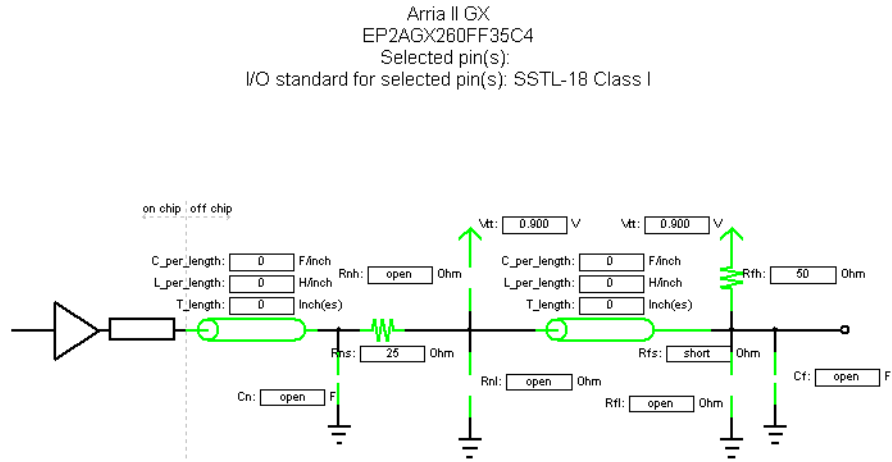 Arria II GX
EP2AGX260FF35C4
Selected pin(s):
I/O standard for selected pin(s): SSTL-18 Class I
on chip off chip
Vtt: 0.900 V Vtt: 0.900 V
C_per_length: 0 F/inch C_per_length: 0 F/inch
Rnh: open Ohm Rfh: 50 Ohm
L_per_length: 0 H/inch L_per_length: 0 H/inch
T_length: 0 Inch(es) T_length: 0 Inch(es)
Rns: 25 Ohm Rfs: short Ohm
Cf: open F
Rnl: open Ohm
Cn: open F
Rfl: open Ohm